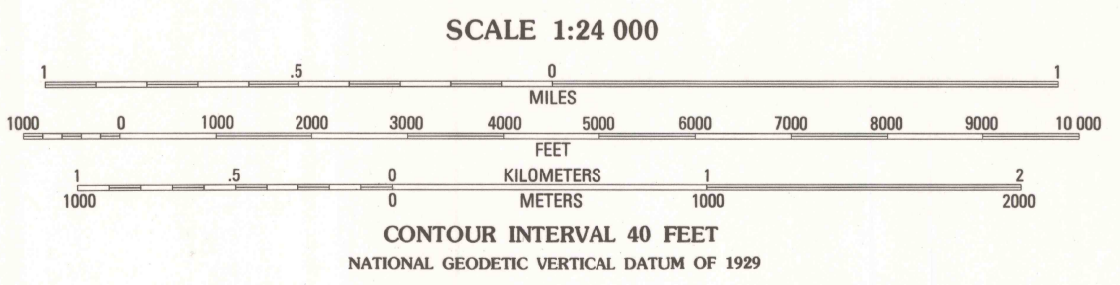 SCALE 1:24 000
1 .5 0 1
MILES
1000 0 1000 2000 3000 4000 5000 6000 7000 8000 9000 10 000
FEET
1 .5 0 KILOMETERS 1 2
1000 0 METERS 1000 2000
CONTOUR INTERVAL 40 FEET
NATIONAL GEODETIC VERTICAL DATUM OF 1929